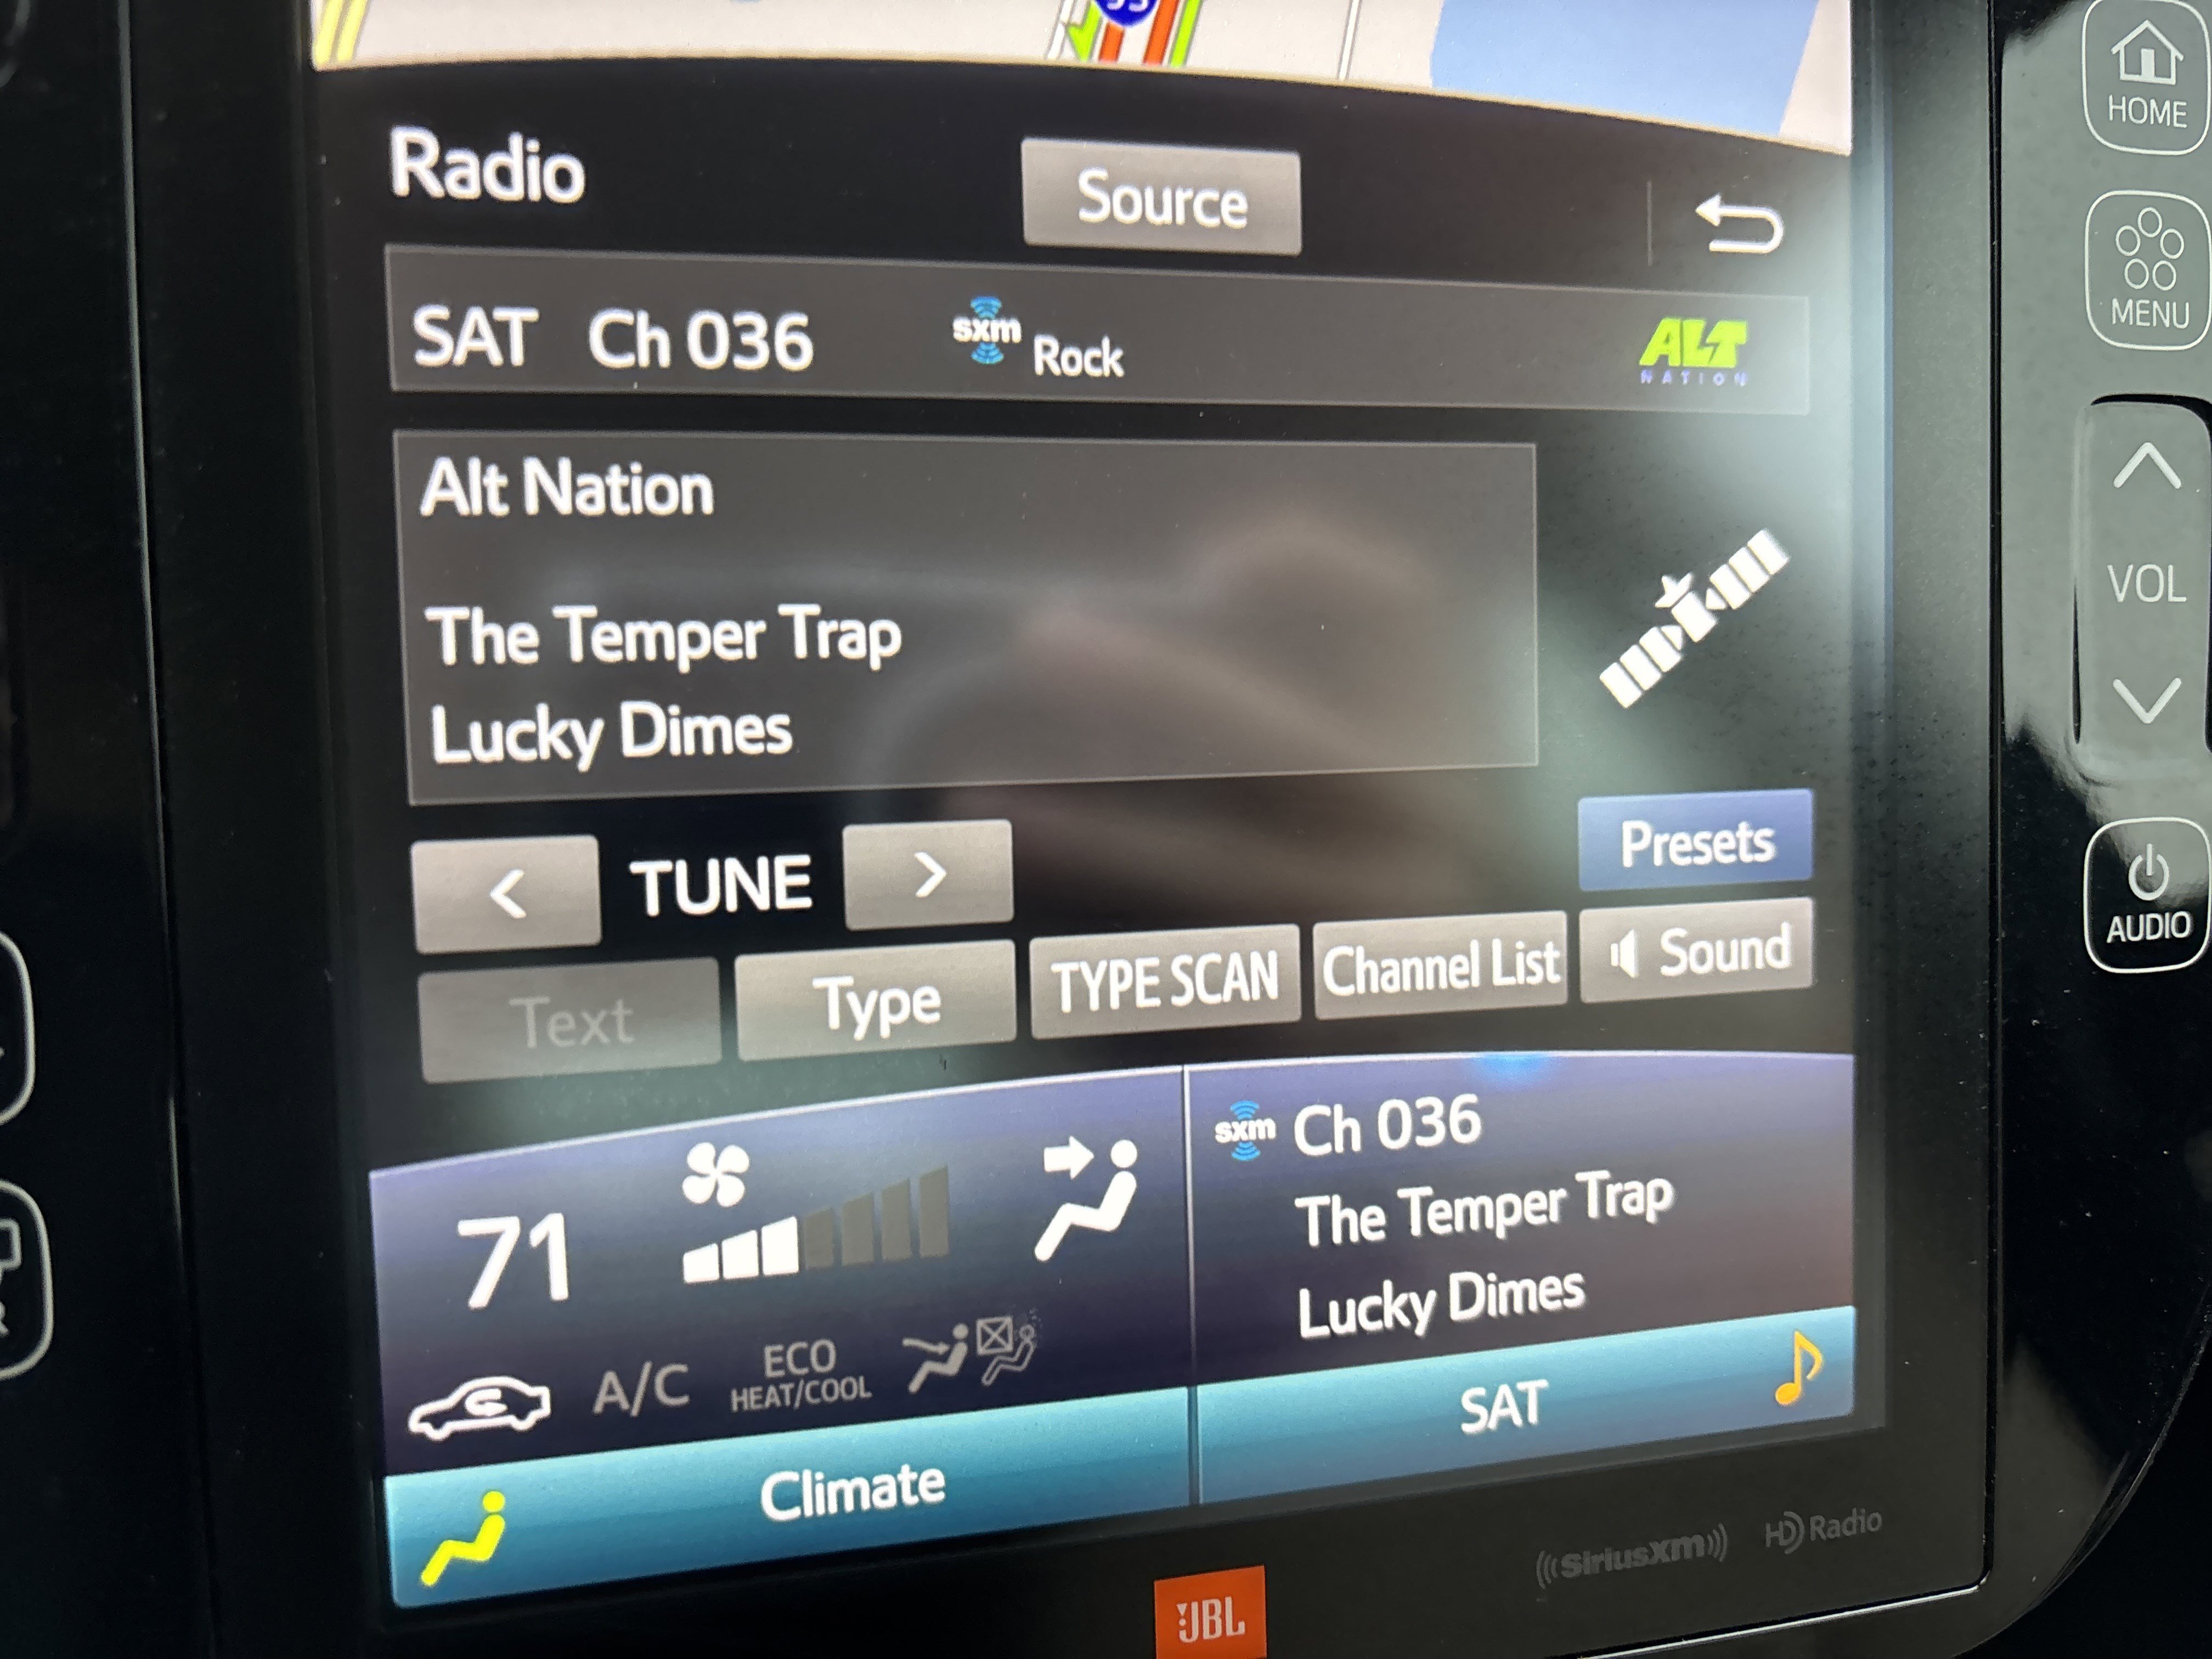 Radio
Source
SAT Ch 036
sxm Rock
ALT
NATION
Alt Nation
The Temper Trap
Lucky Dimes
< TUNE >
Presets
Text
Type
TYPE SCAN
Channel List
Sound
71
A/C
ECO
HEAT/COOL
Climate
sxm Ch 036
The Temper Trap
Lucky Dimes
SAT
JBL
SiriusXM
HD Radio
HOME
MENU
VOL
AUDIO